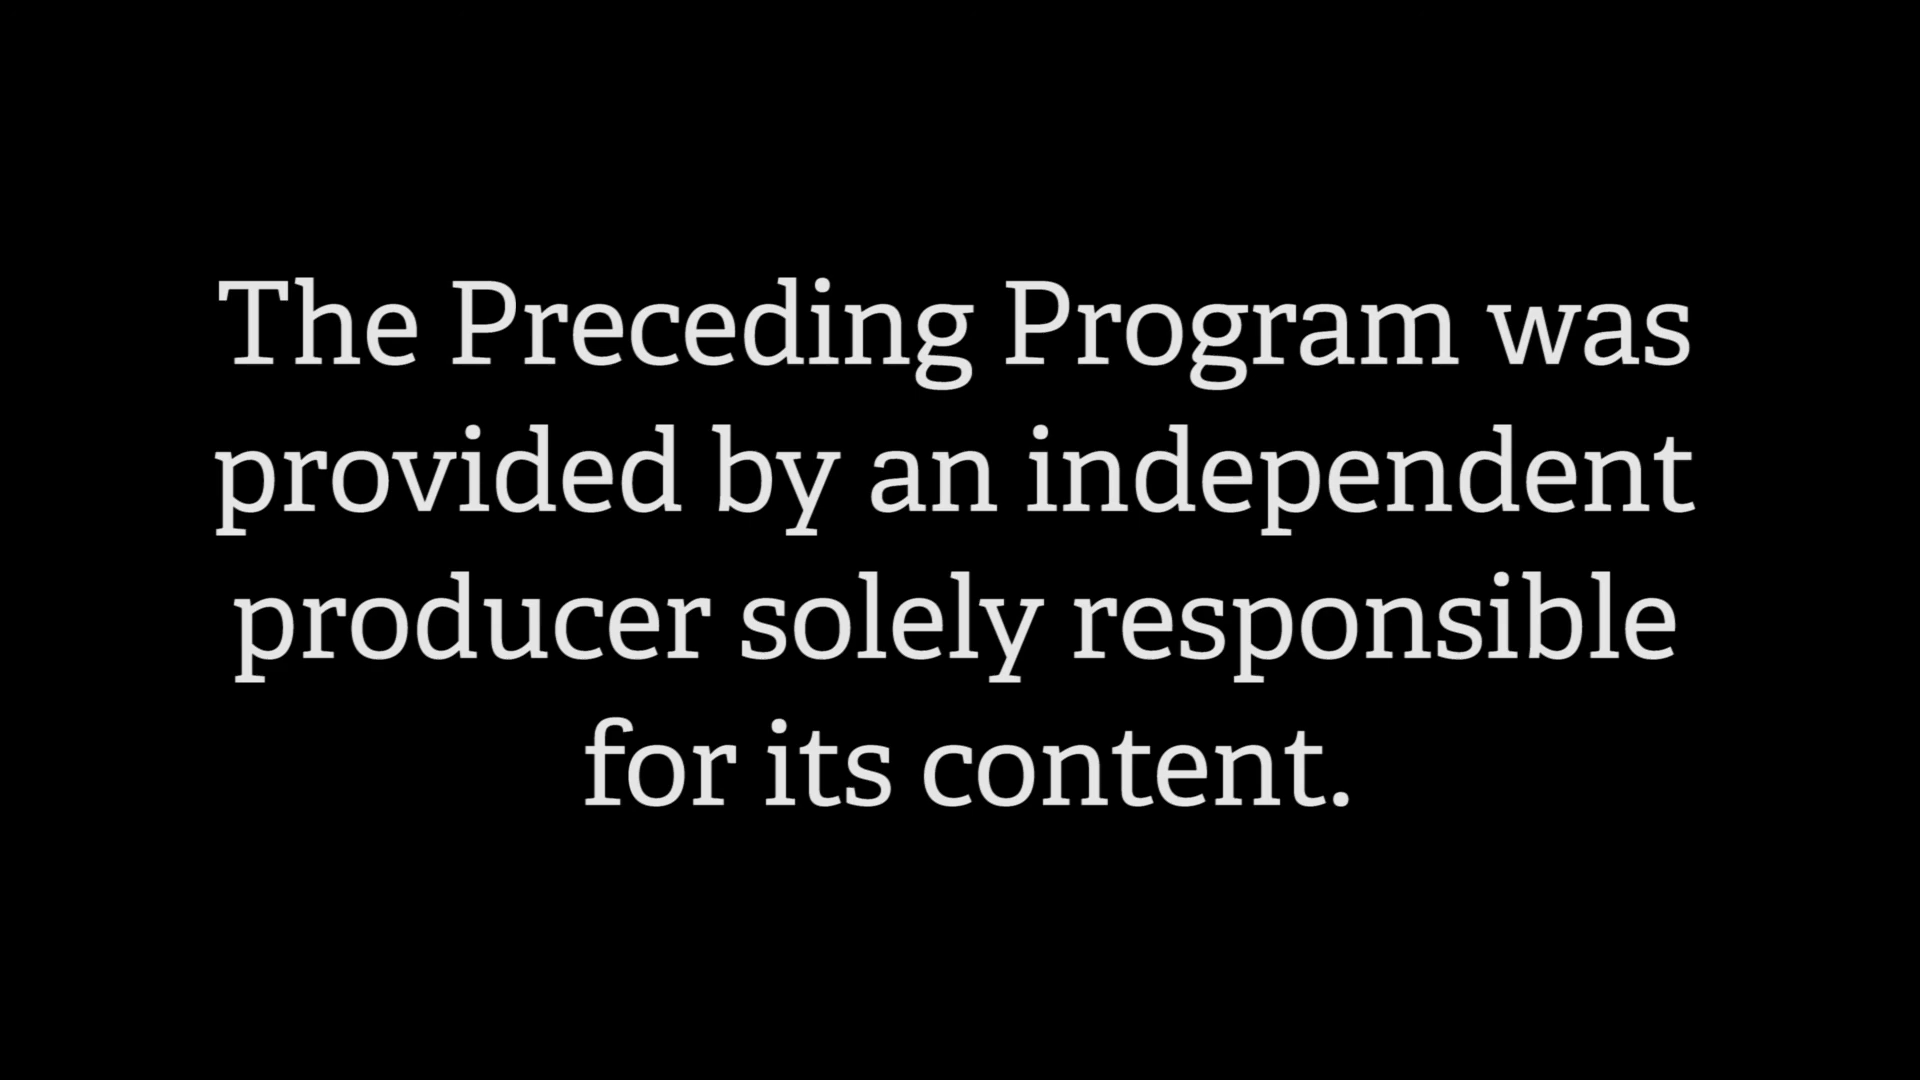 The Preceding Program was
provided by an independent
producer solely responsible
for its content.